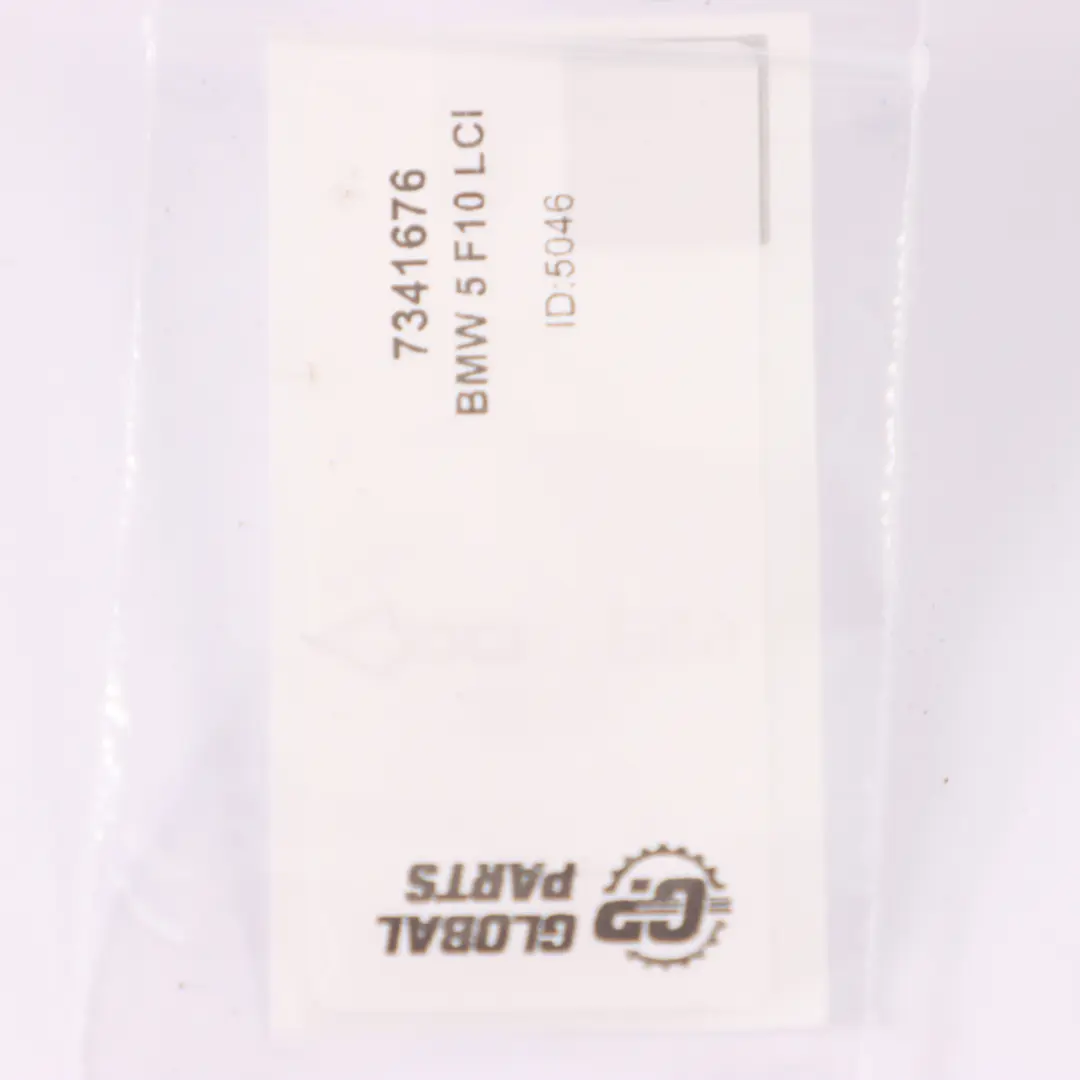 7341676
BMW 5 F10 LCI
ID:5046
GLOBAL
PARTS